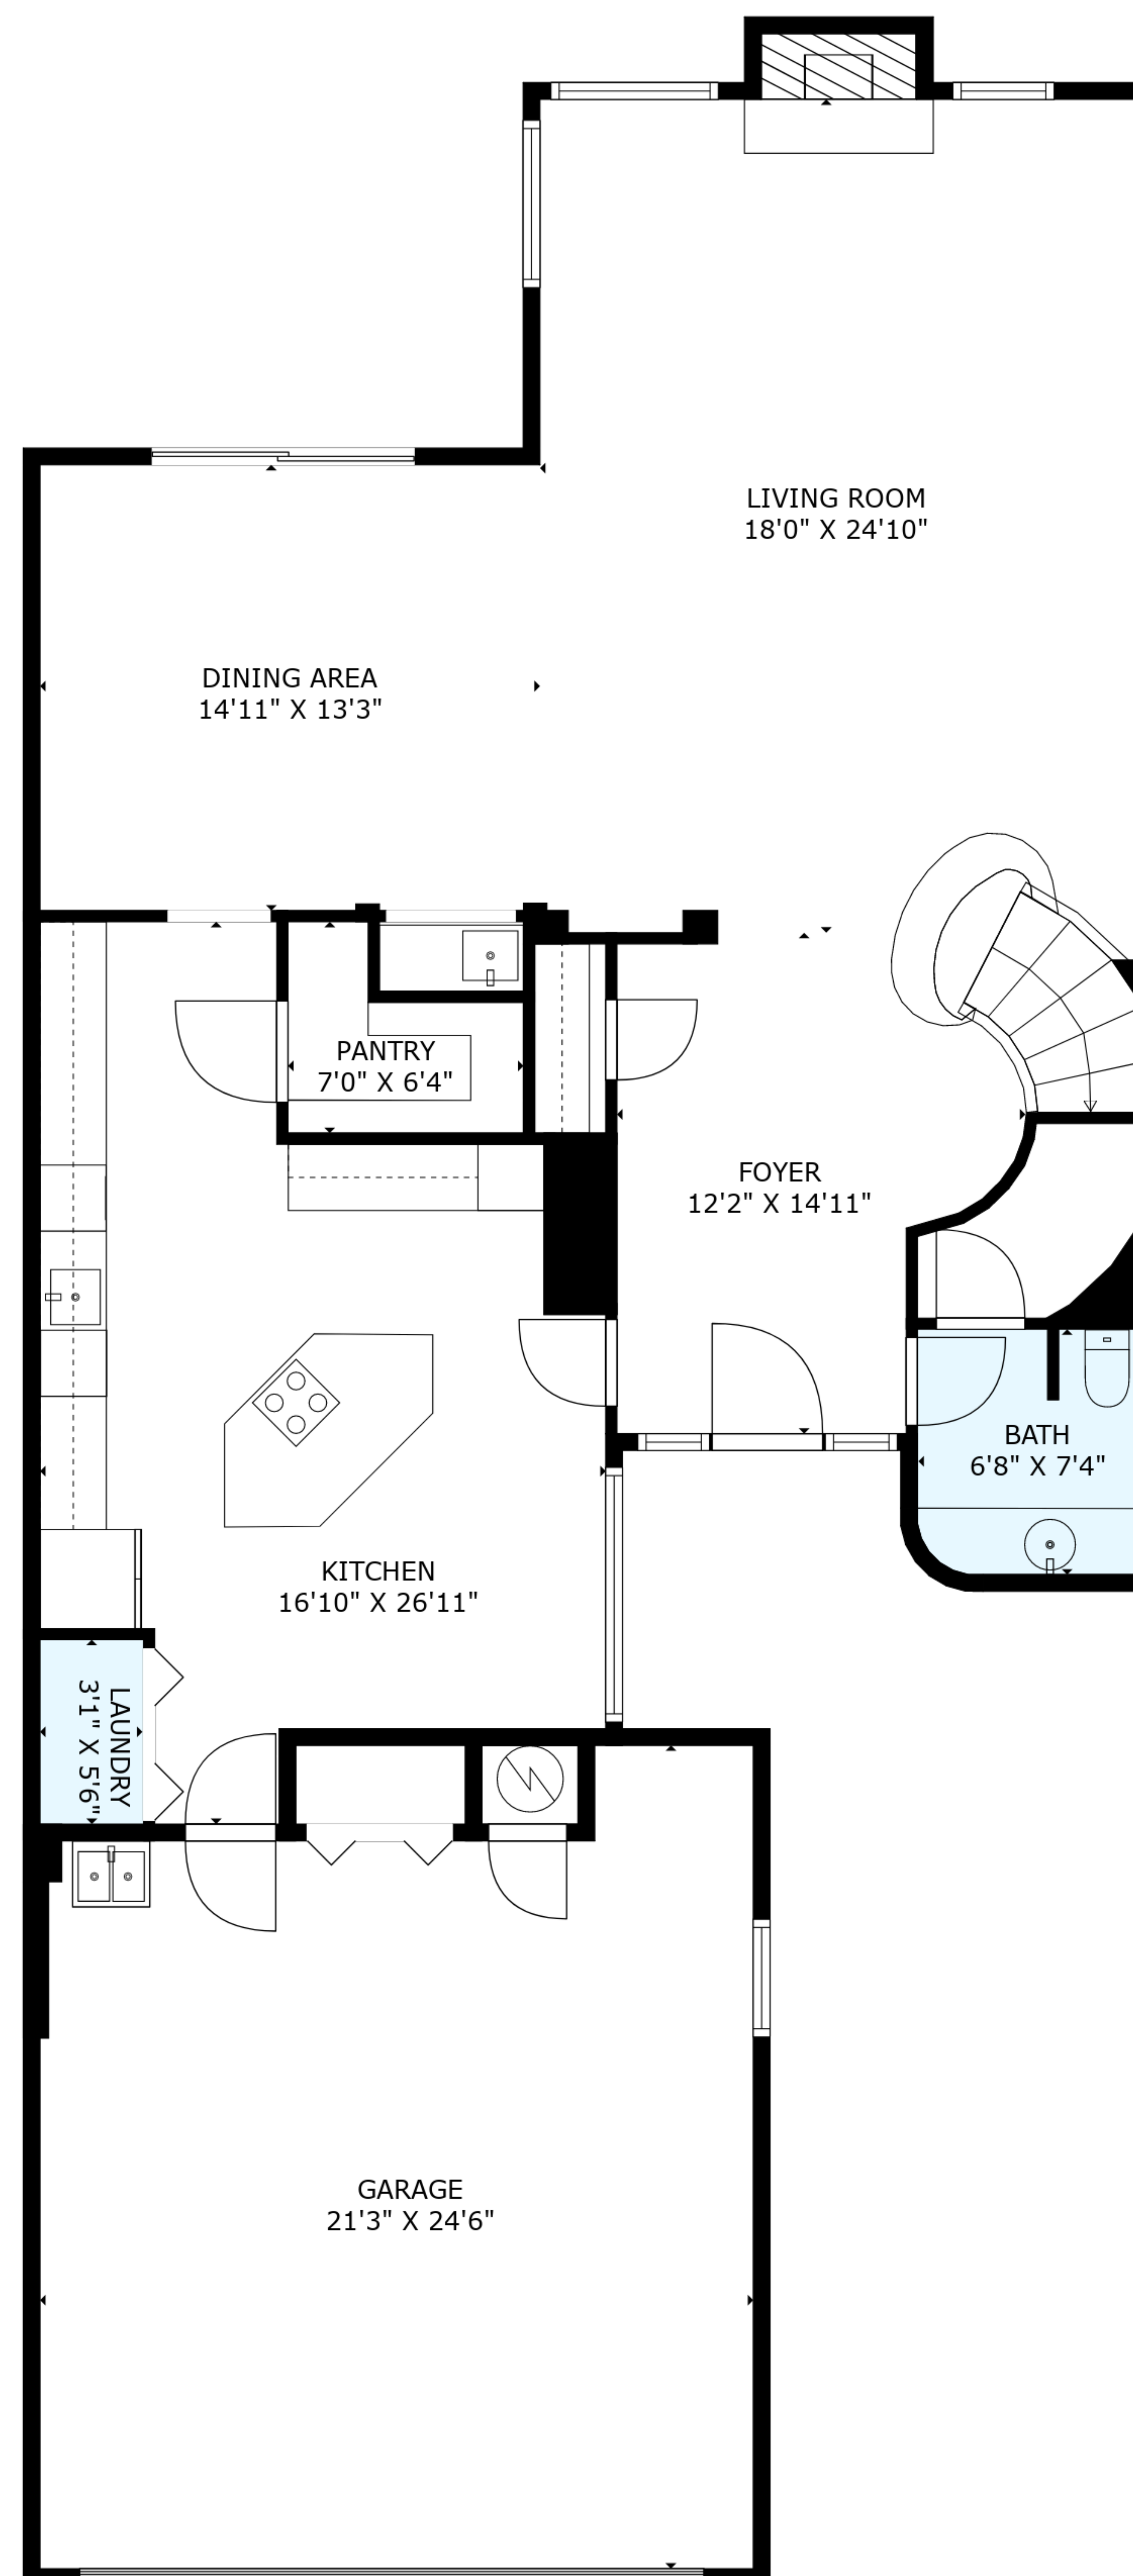 LIVING ROOM
18'0" X 24'10"
DINING AREA
14'11" X 13'3"
PANTRY
7'0" X 6'4"
FOYER
12'2" X 14'11"
BATH
6'8" X 7'4"
KITCHEN
16'10" X 26'11"
LAUNDRY
3'1" X 5'6"
GARAGE
21'3" X 24'6"